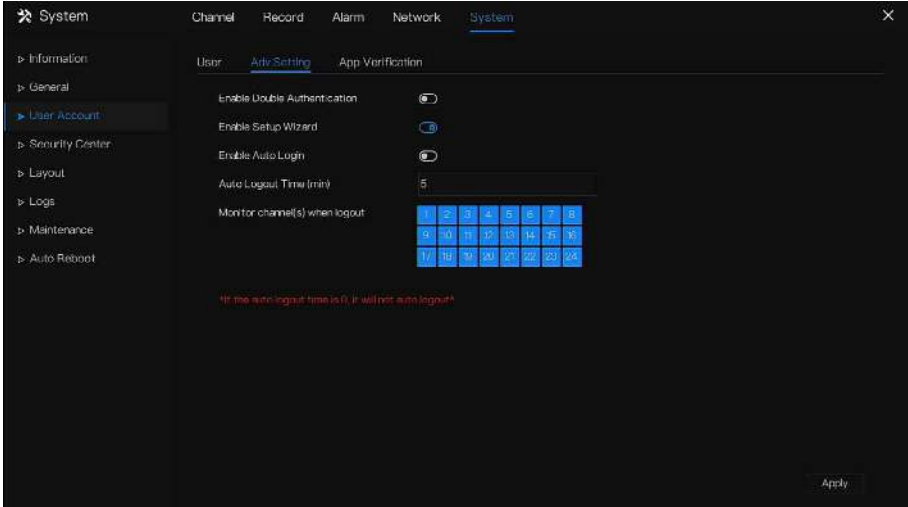 System
Channel Record Alarm Network System
Information
General
User Account
Security Center
Layout
Logs
Maintenance
Auto Reboot
User Adv.Setting App Verification
Enable Double Authentication
Enable Setup Wizard
Enable Auto Login
Auto Logout Time (min) 5
Monitor channel(s) when logout
1 2 3 4 5 6 7 8
9 10 11 12 13 14 15 16
17 18 19 20 21 22 23 24
*If the auto logout time is 0, it will not auto logout*
Apply